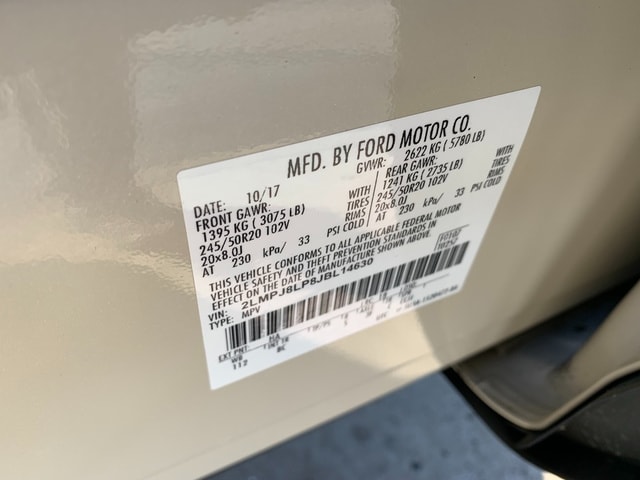 MFD. BY FORD MOTOR CO.
DATE: 10/17 GVWR: 2622 KG ( 5780 LB)
FRONT GAWR: WITH REAR GAWR: WITH
1395 KG ( 3075 LB) TIRES 1241 KG ( 2735 LB) TIRES
245/50R20 102V RIMS 245/50R20 102V RIMS
20x8.0J PSI COLD 20x8.0J PSI COLD
AT 230 kPa/ 33 AT 230 kPa/ 33
THIS VEHICLE CONFORMS TO ALL APPLICABLE FEDERAL MOTOR
VEHICLE SAFETY AND THEFT PREVENTION STANDARDS IN
EFFECT ON THE DATE OF MANUFACTURE SHOWN ABOVE.
VIN: 2LMPJ8LP8JBL14630
TYPE: MPV
EXT PNT:
WB
112